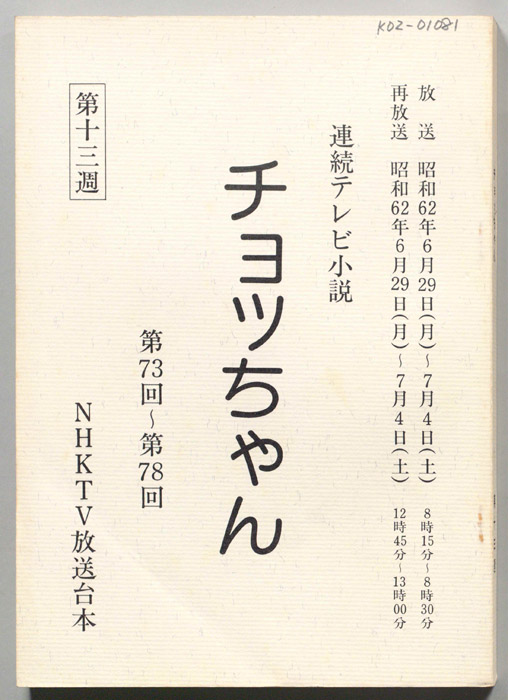 K02-01081
放送 昭和62年6月29日(月)～7月4日(土) 8時15分～8時30分
再放送 昭和62年6月29日(月)～7月4日(土) 12時45分～13時00分
連続テレビ小説
チョッちゃん
第73回～第78回
第十三週
NHKTV放送台本